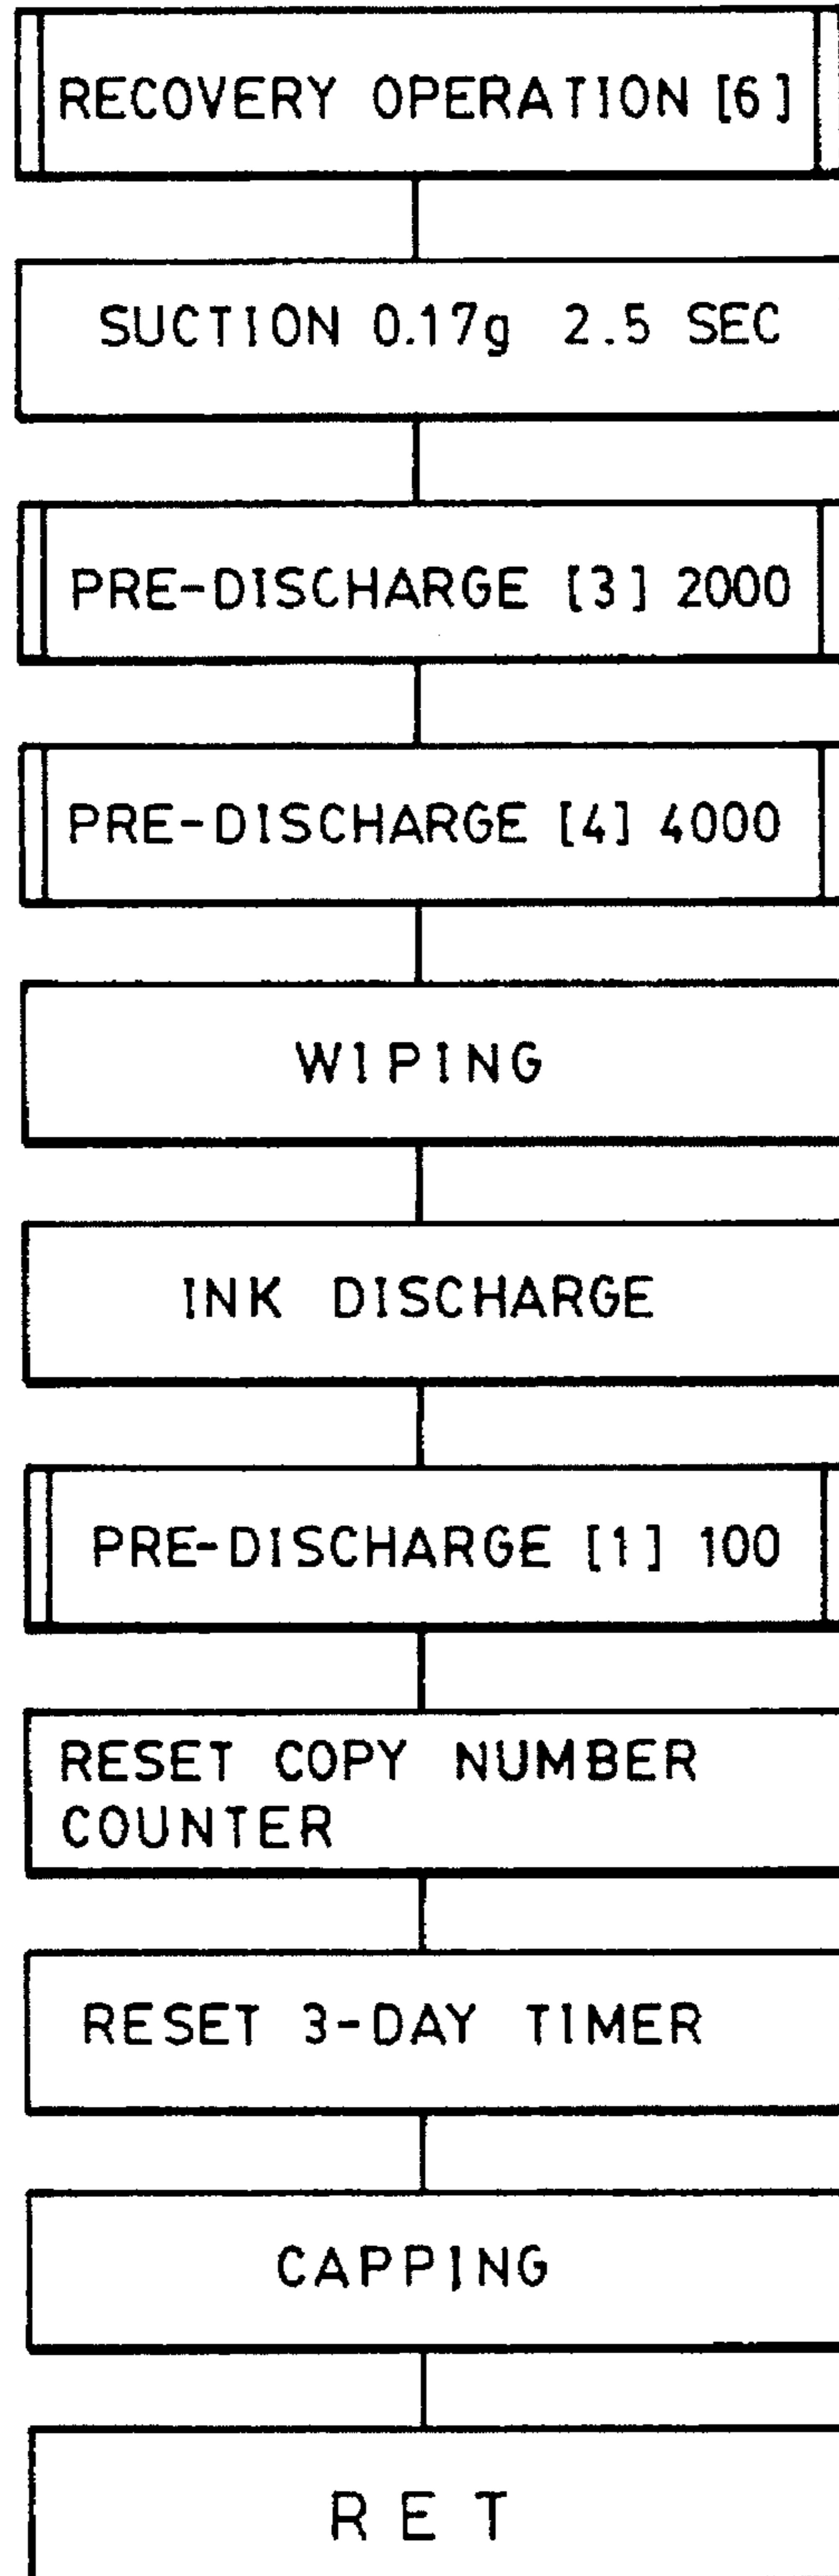 RECOVERY OPERATION [6]
SUCTION 0.17g 2.5 SEC
PRE-DISCHARGE [3] 2000
PRE-DISCHARGE [4] 4000
WIPING
INK DISCHARGE
PRE-DISCHARGE [1] 100
RESET COPY NUMBER
COUNTER
RESET 3-DAY TIMER
CAPPING
RET